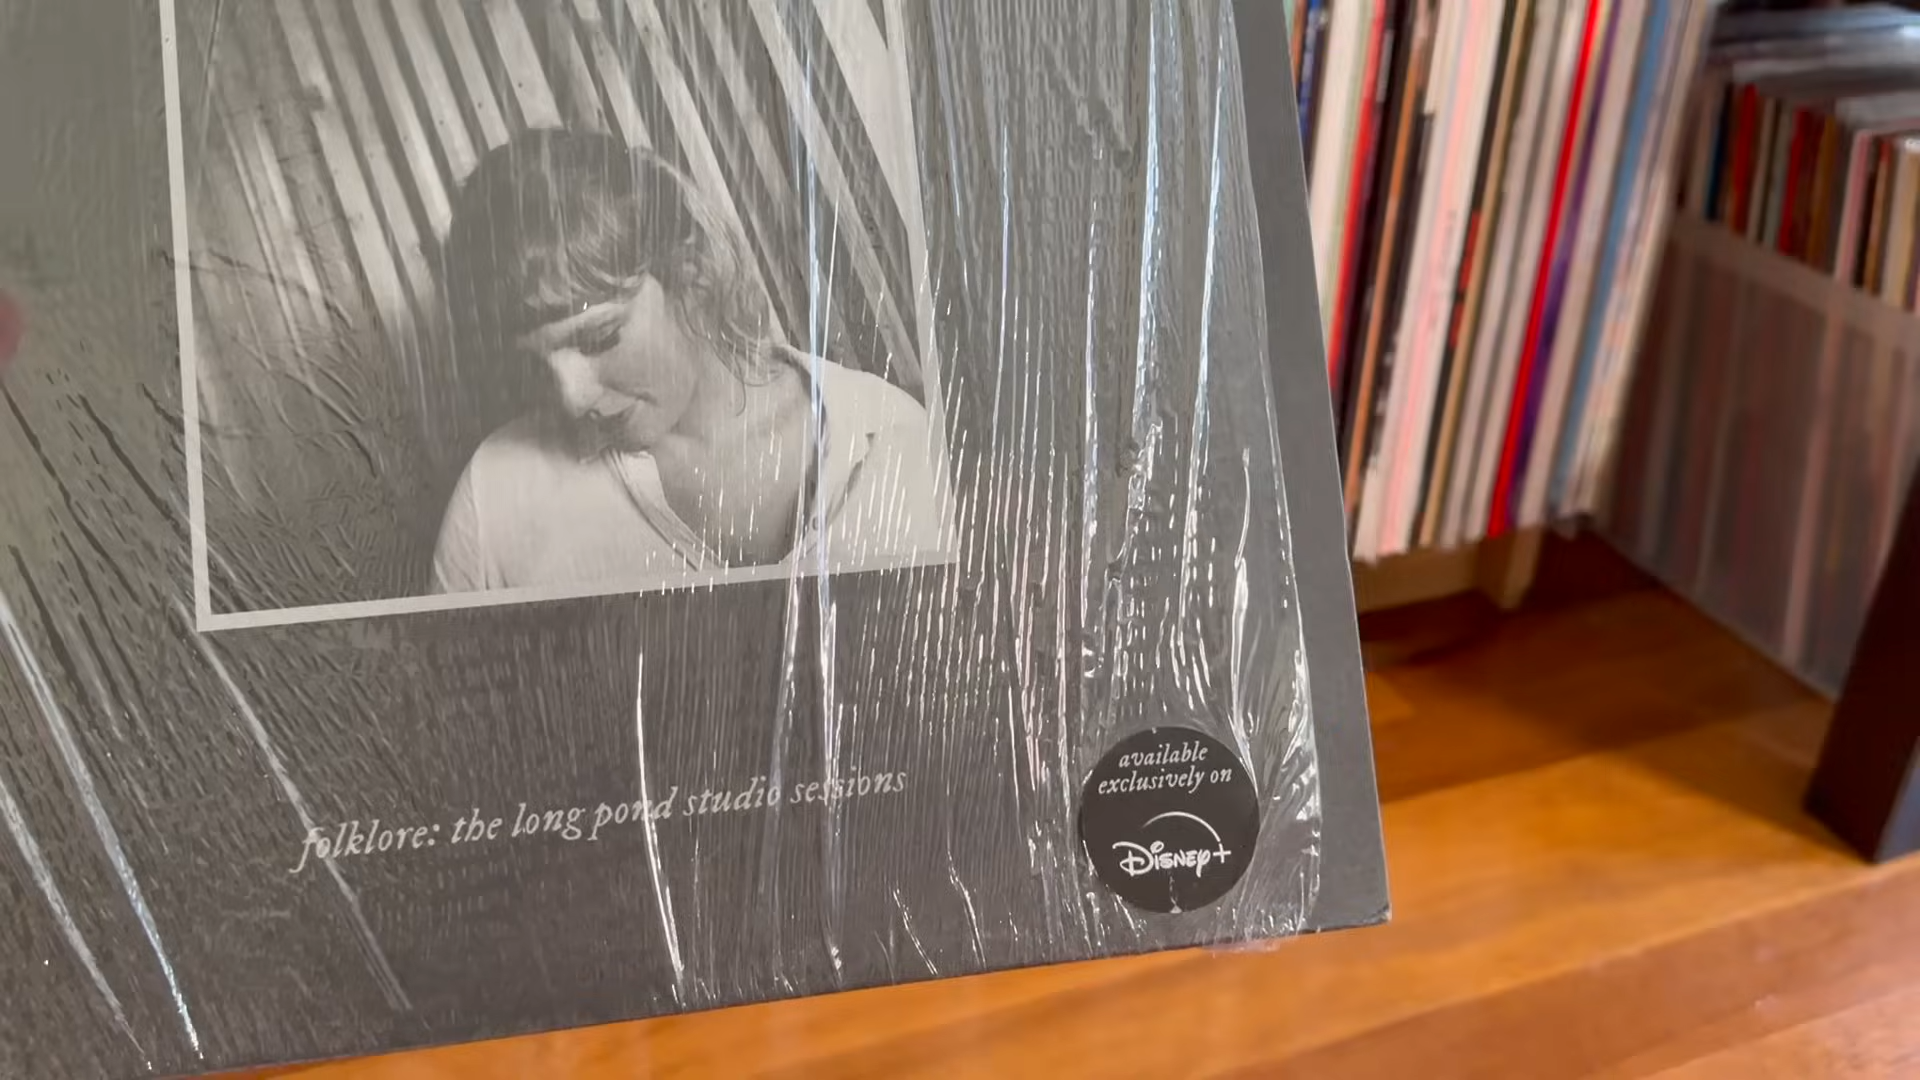 folklore: the long pond studio sessions
available
exclusively on
Disney+